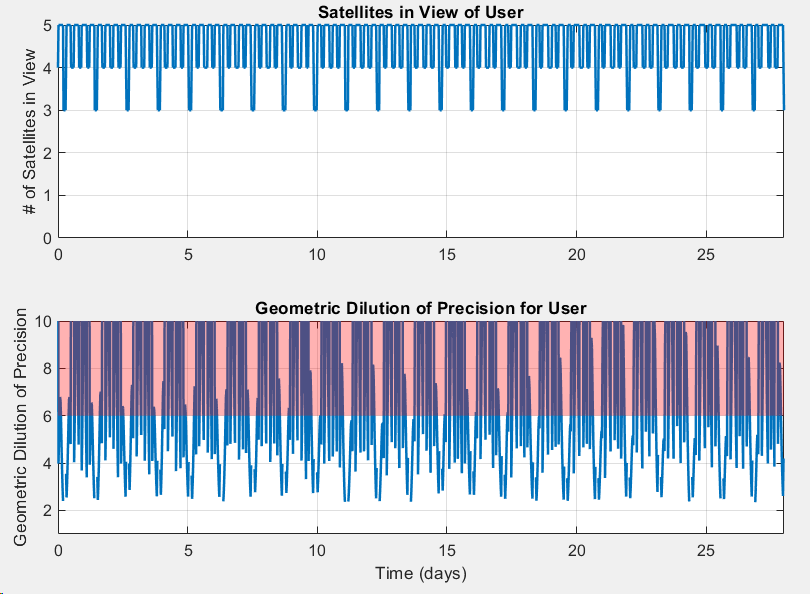 Satellites in View of User
# of Satellites in View
5
4
3
2
1
0
0 5 10 15 20 25
Geometric Dilution of Precision for User
Geometric Dilution of Precision
10
8
6
4
2
0 5 10 15 20 25
Time (days)